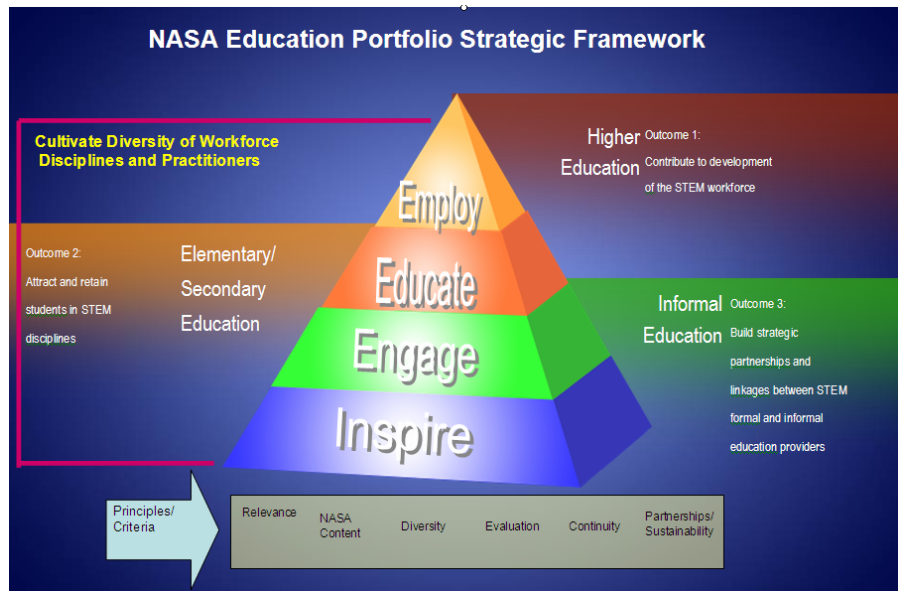 NASA Education Portfolio Strategic Framework
Cultivate Diversity of Workforce
Disciplines and Practitioners
Higher
Education
Outcome 1:
Contribute to development
of the STEM workforce
Employ
Outcome 2:
Attract and retain
students in STEM
disciplines
Elementary/
Secondary
Education
Educate
Informal
Education
Outcome 3:
Build strategic
partnerships and
linkages between STEM
formal and informal
education providers
Engage
Inspire
Principles/
Criteria
Relevance
NASA
Content
Diversity
Evaluation
Continuity
Partnerships/
Sustainability